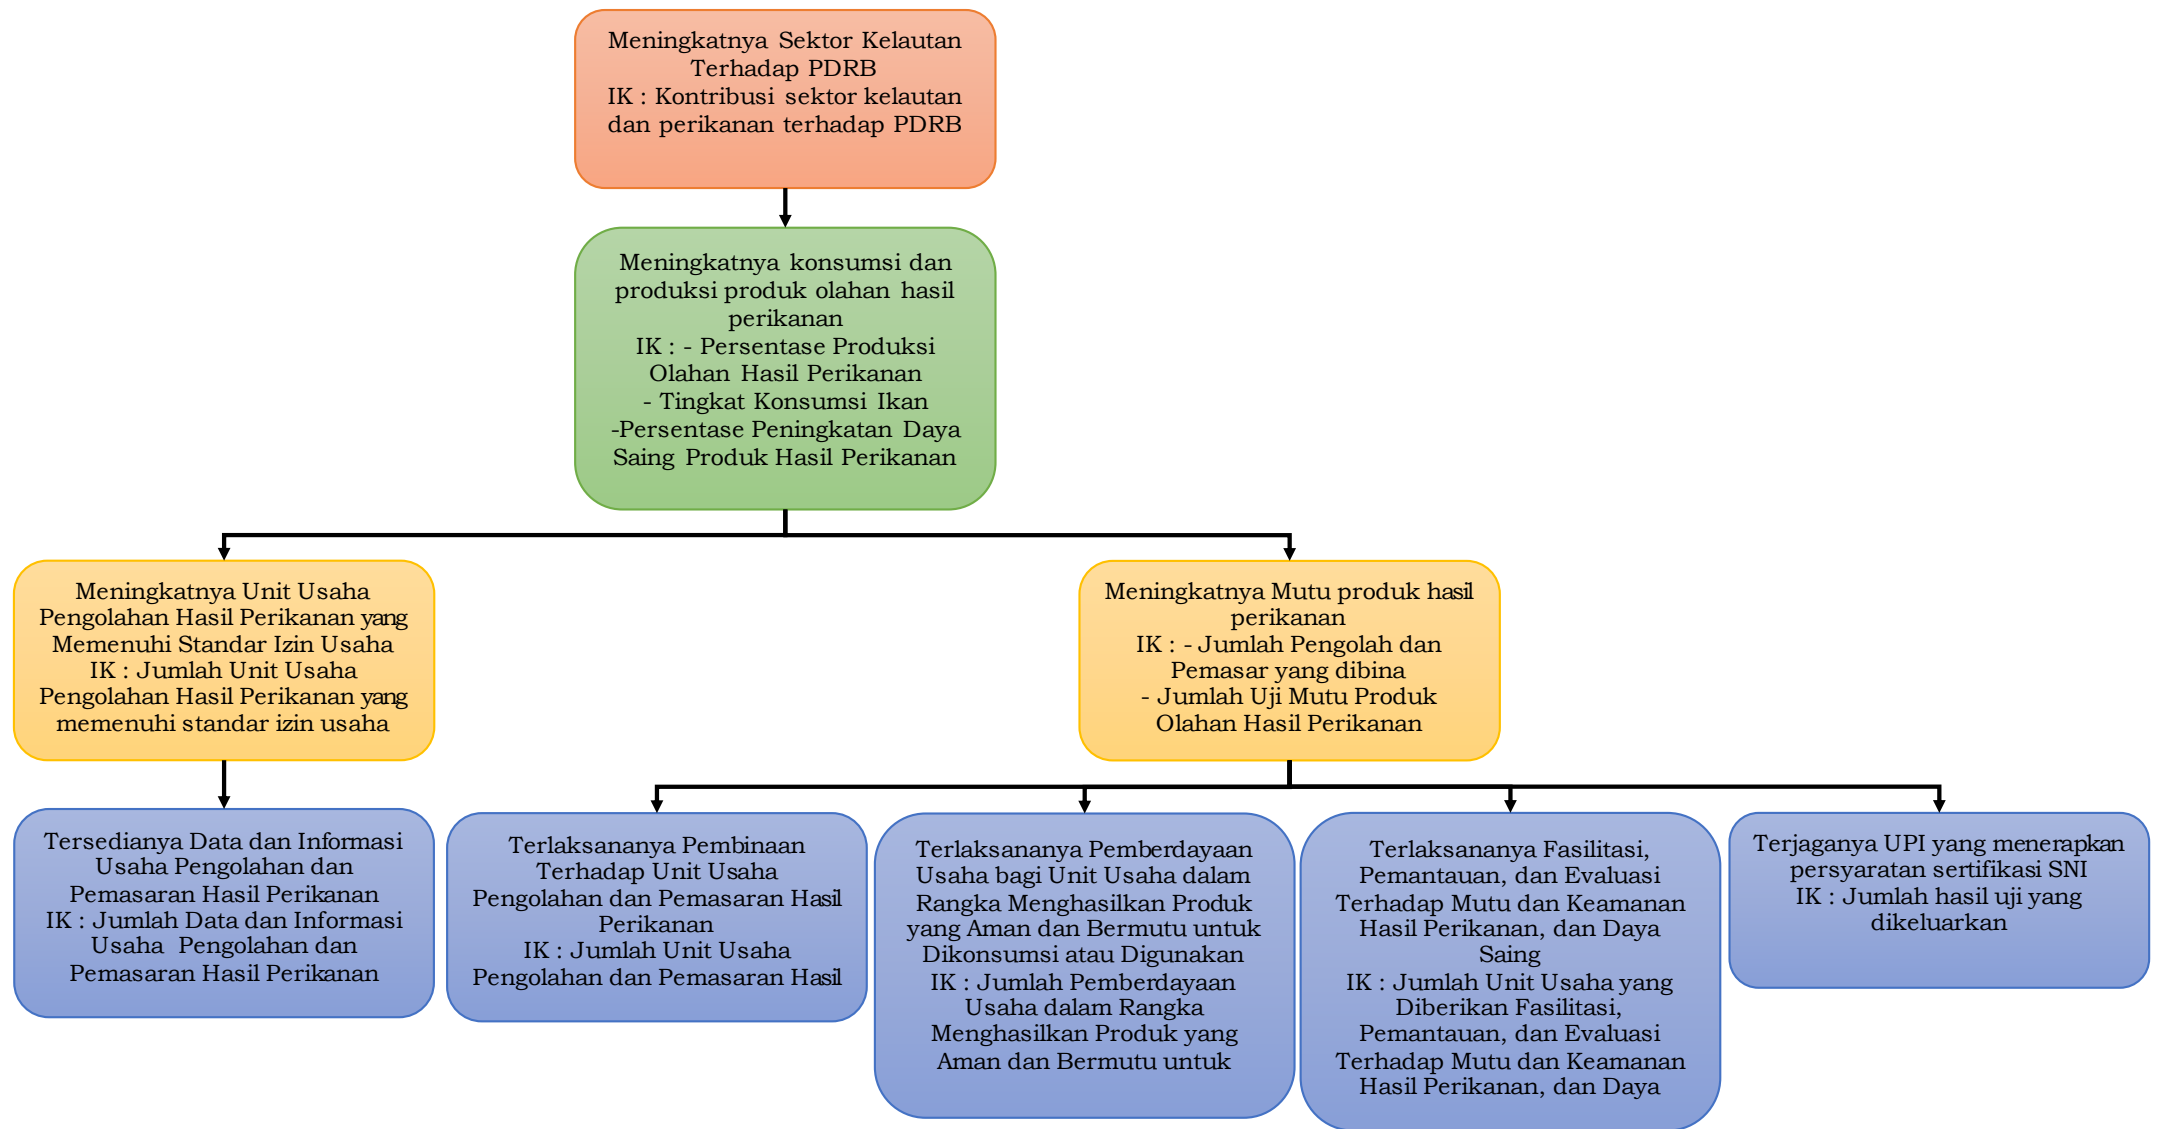 Meningkatnya Sektor Kelautan
Terhadap PDRB
IK : Kontribusi sektor kelautan
dan perikanan terhadap PDRB
Meningkatnya konsumsi dan
produksi produk olahan hasil
perikanan
IK : - Persentase Produksi
Olahan Hasil Perikanan
- Tingkat Konsumsi Ikan
-Persentase Peningkatan Daya
Saing Produk Hasil Perikanan
Meningkatnya Unit Usaha
Pengolahan Hasil Perikanan yang
Memenuhi Standar Izin Usaha
IK : Jumlah Unit Usaha
Pengolahan Hasil Perikanan yang
memenuhi standar izin usaha
Meningkatnya Mutu produk hasil
perikanan
IK : - Jumlah Pengolah dan
Pemasar yang dibina
- Jumlah Uji Mutu Produk
Olahan Hasil Perikanan
Tersedianya Data dan Informasi
Usaha Pengolahan dan
Pemasaran Hasil Perikanan
IK : Jumlah Data dan Informasi
Usaha Pengolahan dan
Pemasaran Hasil Perikanan
Terlaksananya Pembinaan
Terhadap Unit Usaha
Pengolahan dan Pemasaran Hasil
Perikanan
IK : Jumlah Unit Usaha
Pengolahan dan Pemasaran Hasil
Terlaksananya Pemberdayaan
Usaha bagi Unit Usaha dalam
Rangka Menghasilkan Produk
yang Aman dan Bermutu untuk
Dikonsumsi atau Digunakan
IK : Jumlah Pemberdayaan
Usaha dalam Rangka
Menghasilkan Produk yang
Aman dan Bermutu untuk
Terlaksananya Fasilitasi,
Pemantauan, dan Evaluasi
Terhadap Mutu dan Keamanan
Hasil Perikanan, dan Daya
Saing
IK : Jumlah Unit Usaha yang
Diberikan Fasilitasi,
Pemantauan, dan Evaluasi
Terhadap Mutu dan Keamanan
Hasil Perikanan, dan Daya
Terjaganya UPI yang menerapkan
persyaratan sertifikasi SNI
IK : Jumlah hasil uji yang
dikeluarkan